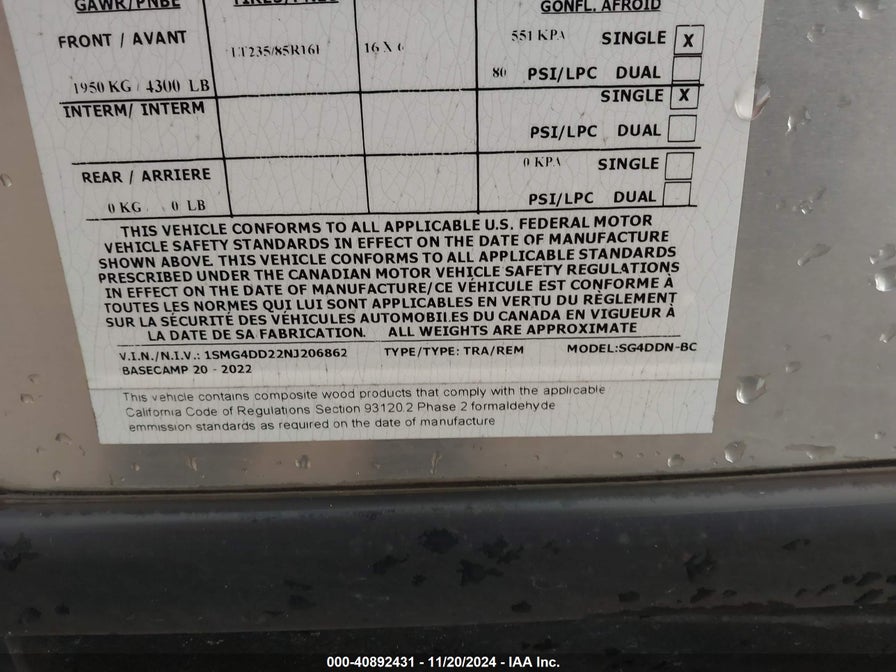 GAWR/PNBE TIRES/PNEU GONFL. À FROID
FRONT / AVANT LT235/85R16E 16 X 6 551 KPA SINGLE X
1950 KG / 4300 LB 80 PSI/LPC DUAL
INTERM/ INTERM SINGLE X
PSI/LPC DUAL
REAR / ARRIERE 0 KPA SINGLE
0 KG 0 LB PSI/LPC DUAL
THIS VEHICLE CONFORMS TO ALL APPLICABLE U.S. FEDERAL MOTOR
VEHICLE SAFETY STANDARDS IN EFFECT ON THE DATE OF MANUFACTURE
SHOWN ABOVE. THIS VEHICLE CONFORMS TO ALL APPLICABLE STANDARDS
PRESCRIBED UNDER THE CANADIAN MOTOR VEHICLE SAFETY REGULATIONS
IN EFFECT ON THE DATE OF MANUFACTURE/CE VÉHICULE EST CONFORME À
TOUTES LES NORMES QUI LUI SONT APPLICABLES EN VERTU DU RÈGLEMENT
SUR LA SÉCURITÉ DES VÉHICULES AUTOMOBILES DU CANADA EN VIGUEUR À
LA DATE DE SA FABRICATION. ALL WEIGHTS ARE APPROXIMATE
V.I.N./N.I.V.: 1SMG4DD22NJ206862 TYPE/TYPE: TRA/REM MODEL:SG4DDN-BC
BASECAMP 20 - 2022
This vehicle contains composite wood products that comply with the applicable
California Code of Regulations Section 93120.2 Phase 2 formaldehyde
emmission standards as required on the date of manufacture
000-40892431 - 11/20/2024 - IAA Inc.